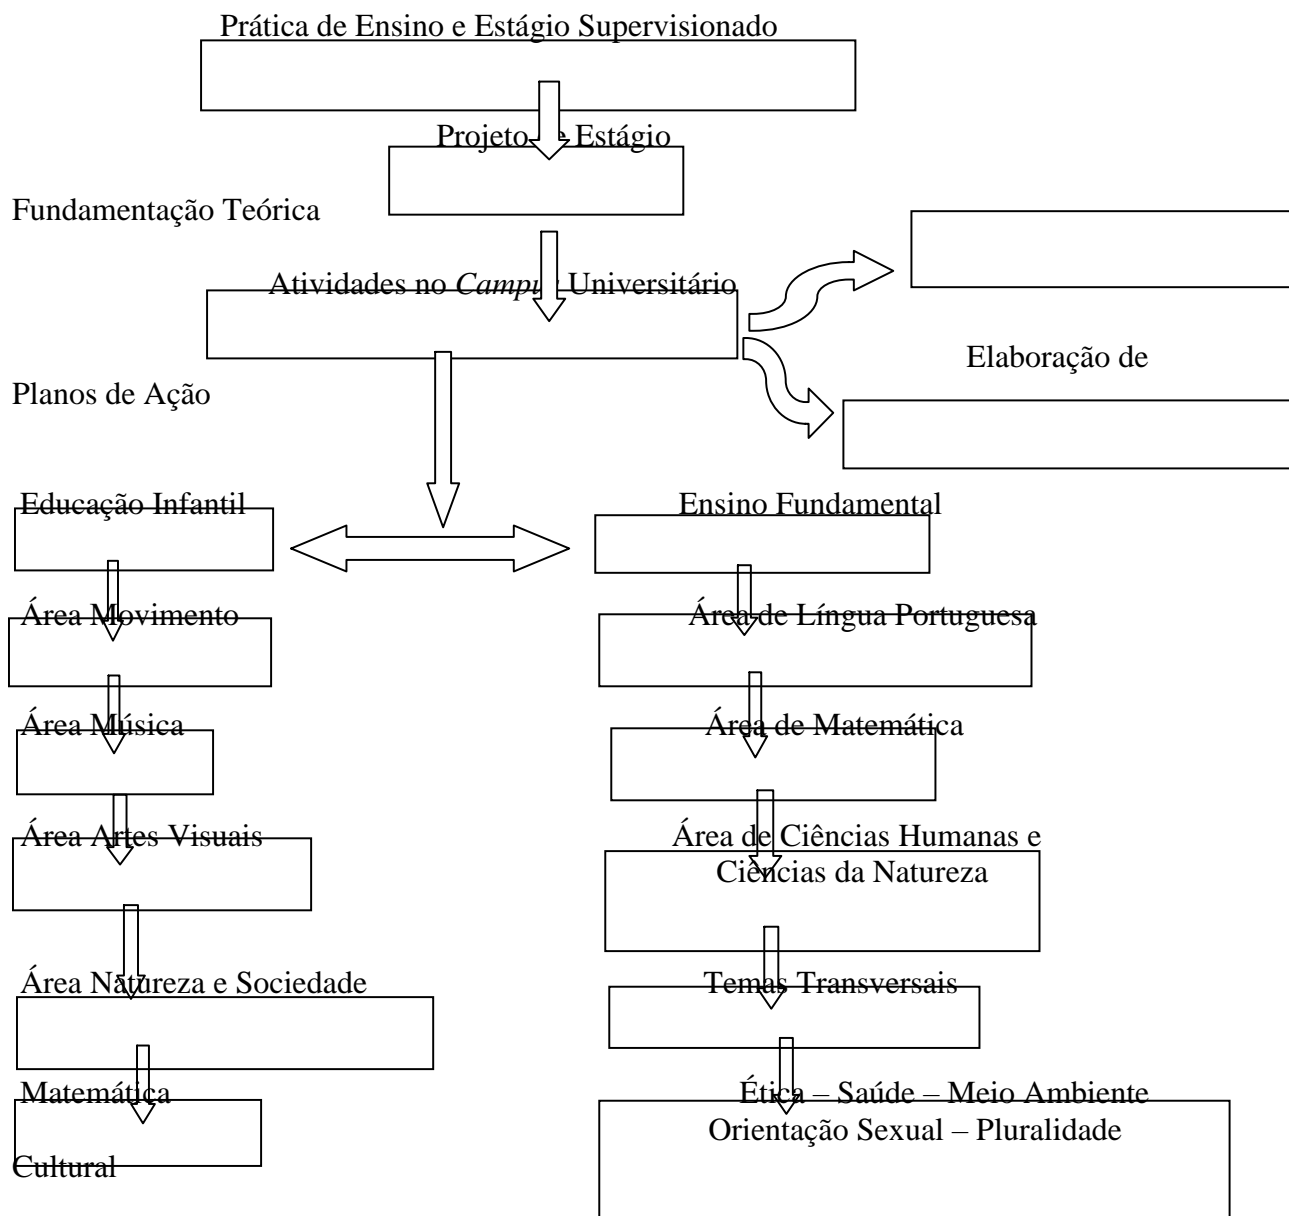 Prática de Ensino e Estágio Supervisionado
Projeto de Estágio
Fundamentação Teórica
Atividades no Campus Universitário
Elaboração de
Planos de Ação
Educação Infantil
Ensino Fundamental
Área Movimento
Área de Língua Portuguesa
Área Música
Área de Matemática
Área Artes Visuais
Área de Ciências Humanas e
Ciências da Natureza
Área Natureza e Sociedade
Temas Transversais
Matemática
Ética – Saúde – Meio Ambiente
Orientação Sexual – Pluralidade
Cultural